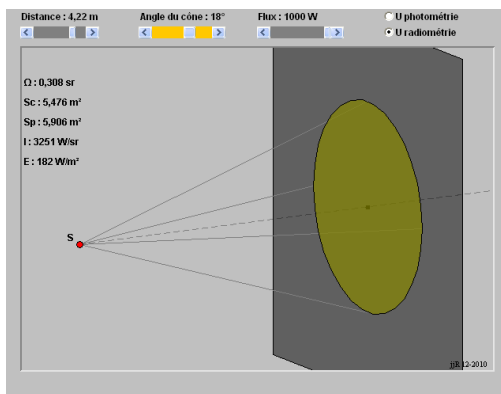 Distance : 4,22 m Angle du cóne : 18° Flux : 1000 W U photométrie
U radiométrie
Ω : 0,308 sr
Sc : 5,476 m²
Sp : 5,906 m²
I : 3251 W/sr
E : 182 W/m²
S
jjR 12-2010